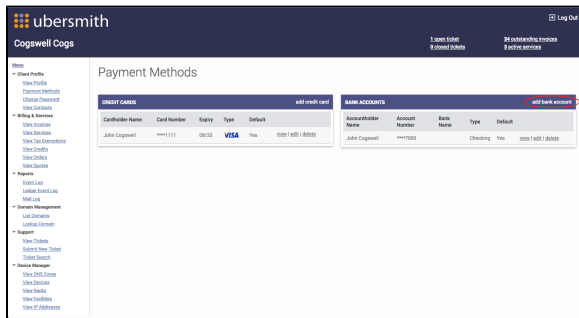 ubersmith
Log Out
Cogswell Cogs
1 open ticket
0 closed tickets
34 outstanding invoices
3 active services
Menu
Client Profile
View Profile
Payment Methods
Change Password
View Contacts
Billing & Services
View Invoices
View Services
View Tax Exemptions
View Credits
View Orders
View Quotes
Reports
Event Log
Ledger Event Log
Mail Log
Domain Management
List Domains
Lookup Domain
Support
View Tickets
Submit New Ticket
Ticket Search
Device Manager
View DNS Zones
View Devices
View Racks
View Facilities
View IP Addresses
Payment Methods
CREDIT CARDS add credit card
Cardholder Name Card Number Expiry Type Default
John Cogswell ****1111 08/20 VISA Yes view | edit | delete
BANK ACCOUNTS add bank account
Accountholder Name Account Number Bank Name Type Default
John Cogswell ****7890 Checking Yes view | edit | delete